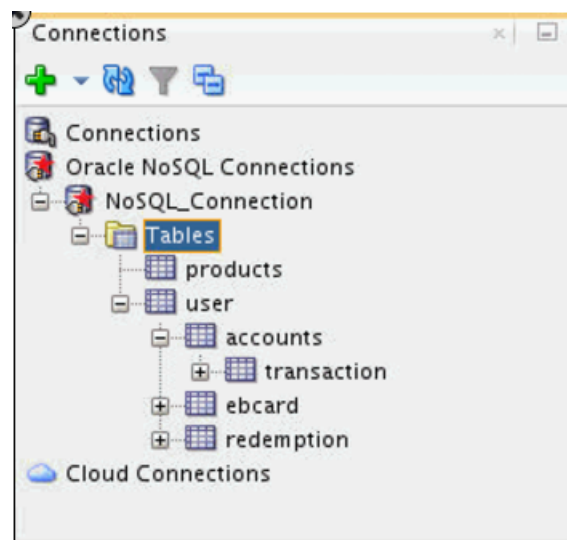 Connections
Connections
Oracle NoSQL Connections
NoSQL_Connection
Tables
products
user
accounts
transaction
ebcard
redemption
Cloud Connections